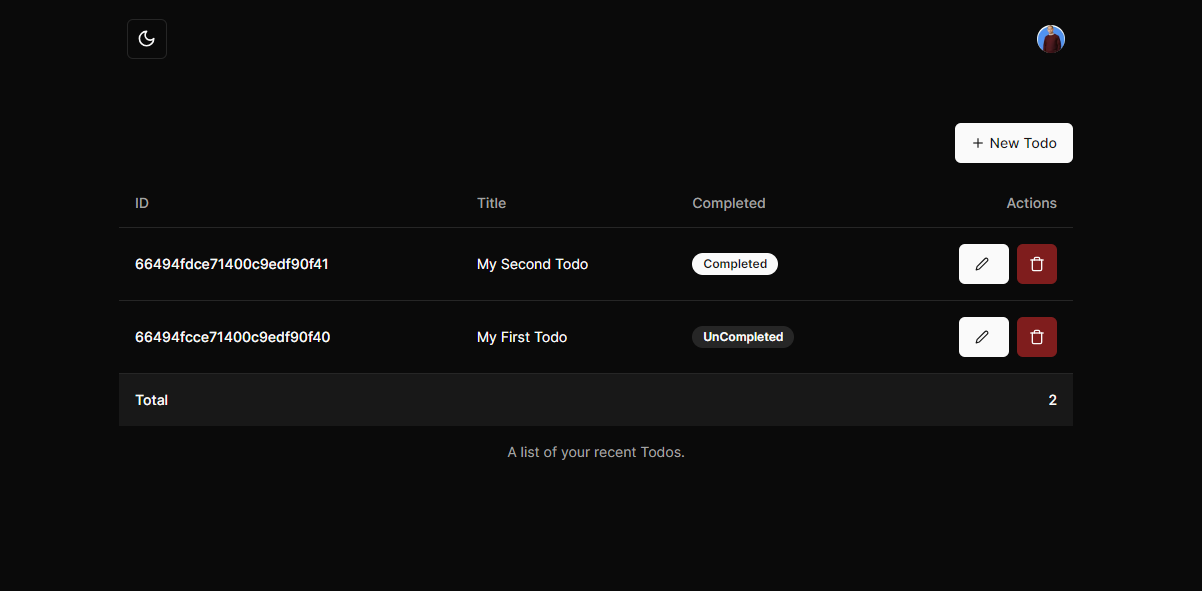 + New Todo
ID Title Completed Actions
66494fdce71400c9edf90f41 My Second Todo Completed
66494fcce71400c9edf90f40 My First Todo UnCompleted
Total 2
A list of your recent Todos.